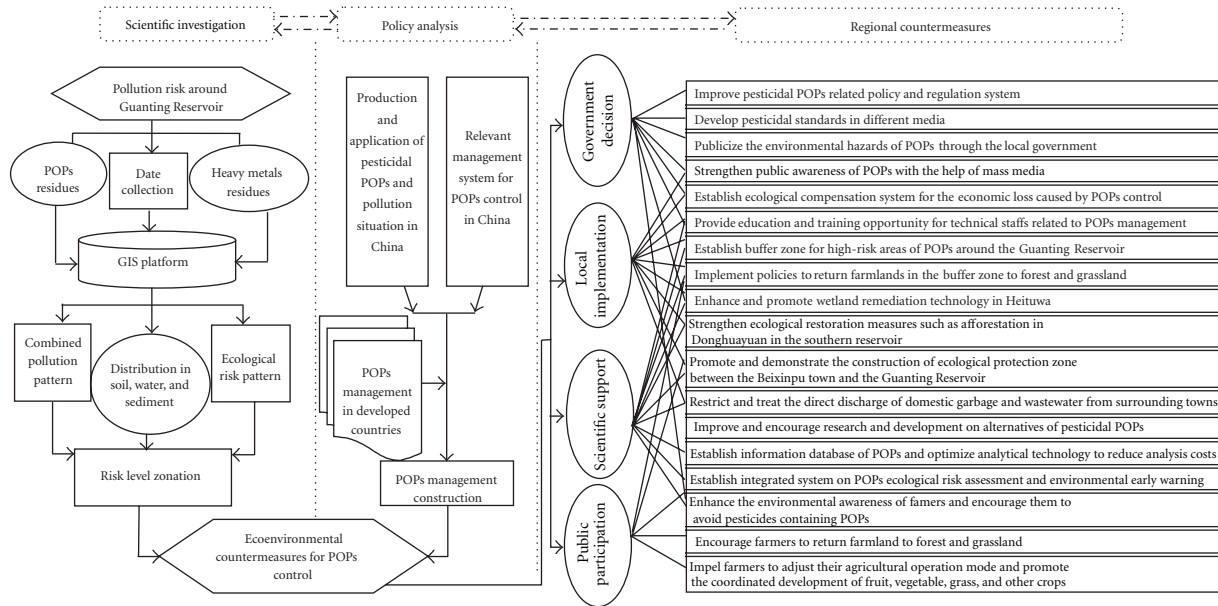 Scientific investigation
Policy analysis
Regional countermeasures
Pollution risk around
Guanting Reservoir
POPs
residues
Date
collection
Heavy metals
residues
GIS platform
Combined
pollution
pattern
Distribution in
soil, water, and
sediment
Ecological
risk pattern
Risk level zonation
Production
and
application of
pesticidal
POPs and
pollution
situation in
China
Relevant
management
system for
POPs control
in China
POPs
management
in developed
countries
POPs management
construction
Ecoenvironmental
countermeasures for POPs
control
Government
decision
Local
implementation
Scientific support
Public
participation
Improve pesticidal POPs related policy and regulation system
Develop pesticidal standards in different media
Publicize the environmental hazards of POPs through the local government
Strengthen public awareness of POPs with the help of mass media
Establish ecological compensation system for the economic loss caused by POPs control
Provide education and training opportunity for technical staffs related to POPs management
Establish buffer zone for high-risk areas of POPs around the Guanting Reservoir
Implement policies to return farmlands in the buffer zone to forest and grassland
Enhance and promote wetland remediation technology in Heituwa
Strengthen ecological restoration measures such as afforestation in
Donghuayuan in the southern reservoir
Promote and demonstrate the construction of ecological protection zone
between the Beixinpu town and the Guanting Reservoir
Restrict and treat the direct discharge of domestic garbage and wastewater from surrounding towns
Improve and encourage research and development on alternatives of pesticidal POPs
Establish information database of POPs and optimize analytical technology to reduce analysis costs
Establish integrated system on POPs ecological risk assessment and environmental early warning
Enhance the environmental awareness of famers and encourage them to
avoid pesticides containing POPs
Encourage farmers to return farmland to forest and grassland
Impel farmers to adjust their agricultural operation mode and promote
the coordinated development of fruit, vegetable, grass, and other crops